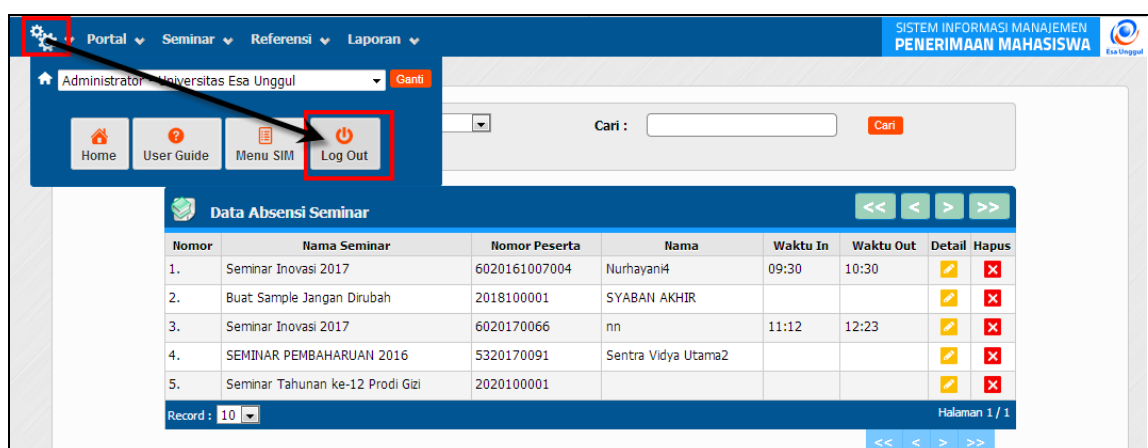 Portal Seminar Referensi Laporan
SISTEM INFORMASI MANAJEMEN
PENERIMAAN MAHASISWA
Esa Unggul
Administrator - Universitas Esa Unggul Ganti
Home User Guide Menu SIM Log Out
Cari : Cari
Data Absensi Seminar << < > >>
Nomor Nama Seminar Nomor Peserta Nama Waktu In Waktu Out Detail Hapus
1. Seminar Inovasi 2017 6020161007004 Nurhayani4 09:30 10:30
2. Buat Sample Jangan Dirubah 2018100001 SYABAN AKHIR
3. Seminar Inovasi 2017 6020170066 nn 11:12 12:23
4. SEMINAR PEMBAHARUAN 2016 5320170091 Sentra Vidya Utama2
5. Seminar Tahunan ke-12 Prodi Gizi 2020100001
Record : 10 Halaman 1 / 1
<< < > >>